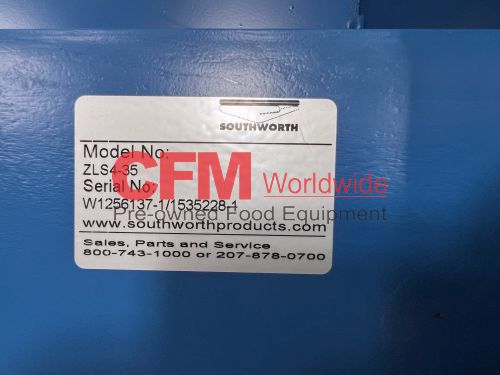 SOUTHWORTH
Model No:
ZLS4-35
Serial No:
W1256137-1/1535228-1
CFM Worldwide
Pre-owned Food Equipment
www.southworthproducts.com
Sales, Parts and Service
800-743-1000 or 207-878-0700